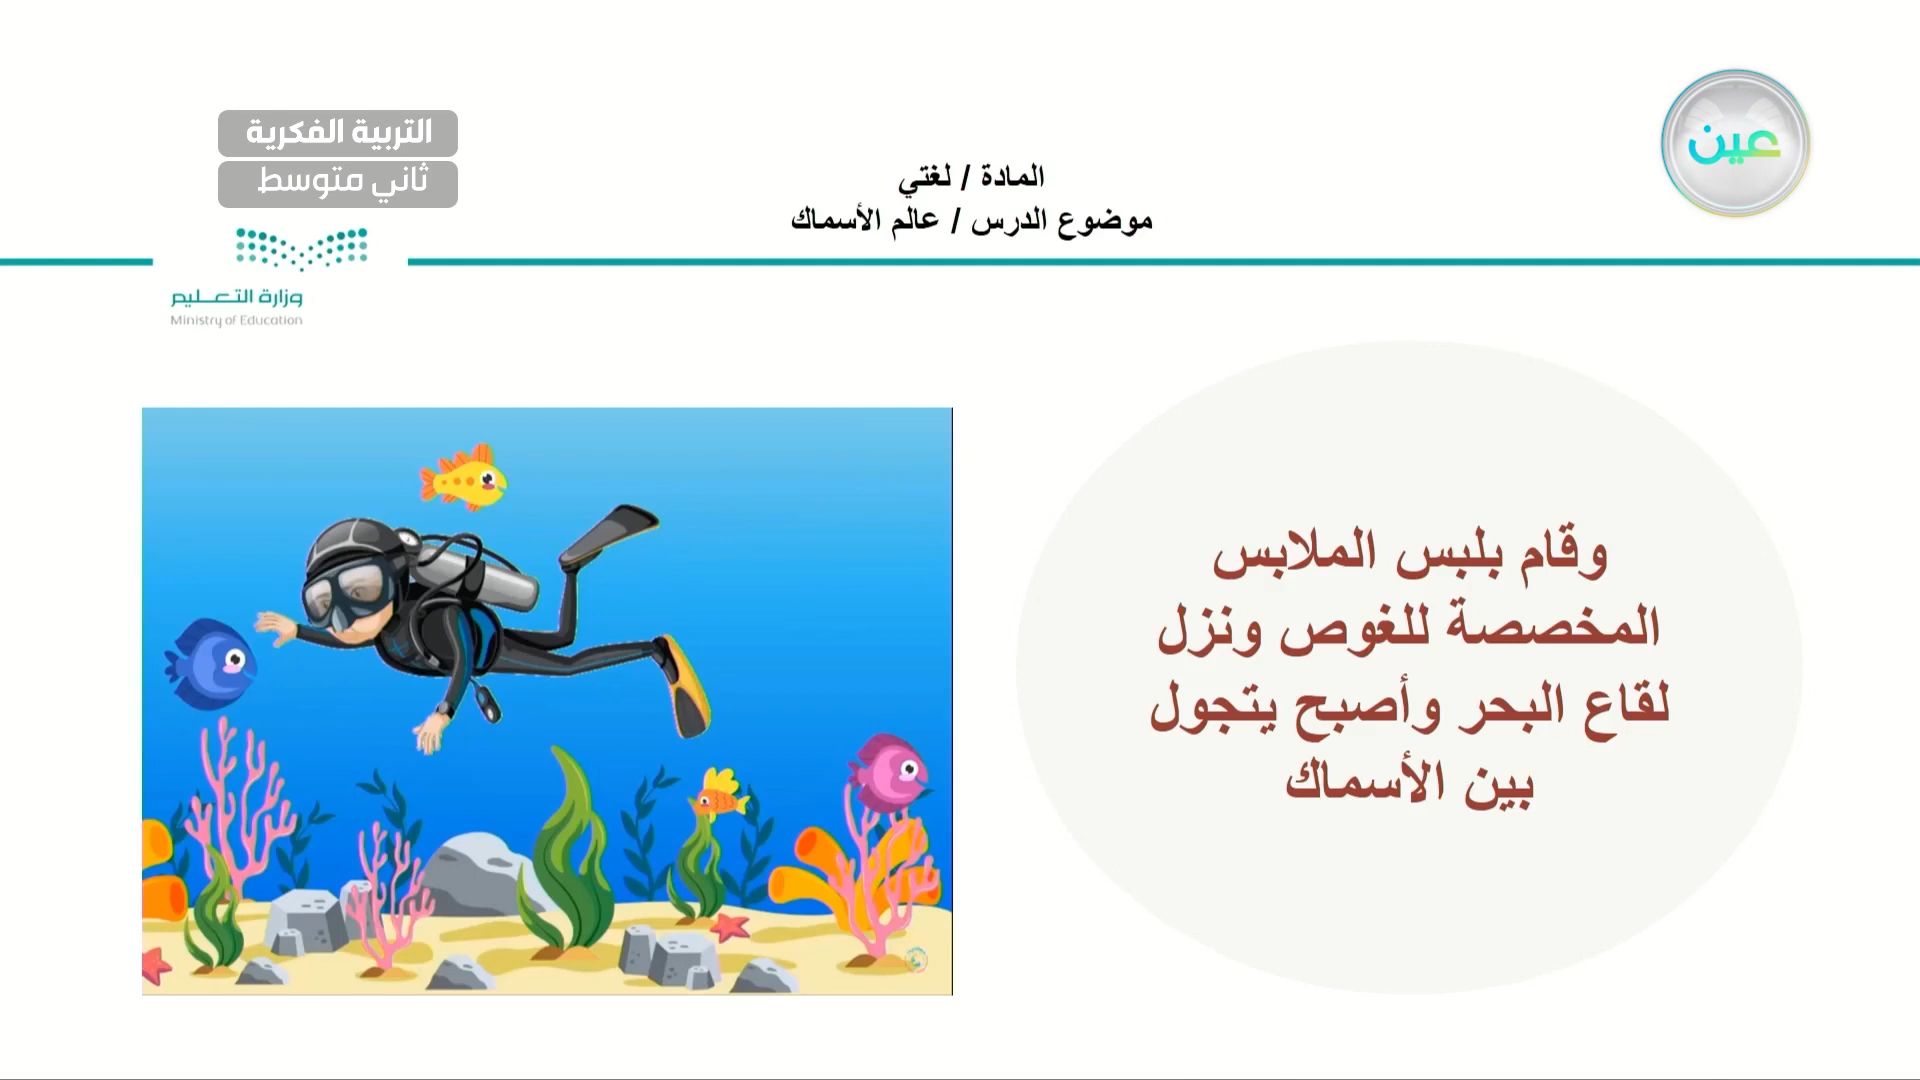 التربية الفكرية
ثاني متوسط
المادة / لغتي
موضوع الدرس / عالم الأسماك
عين
وزارة التعليم
Ministry of Education
وقام بلبس الملابس
المخصصة للغوص ونزل
لقاع البحر وأصبح يتجول
بين الأسماك